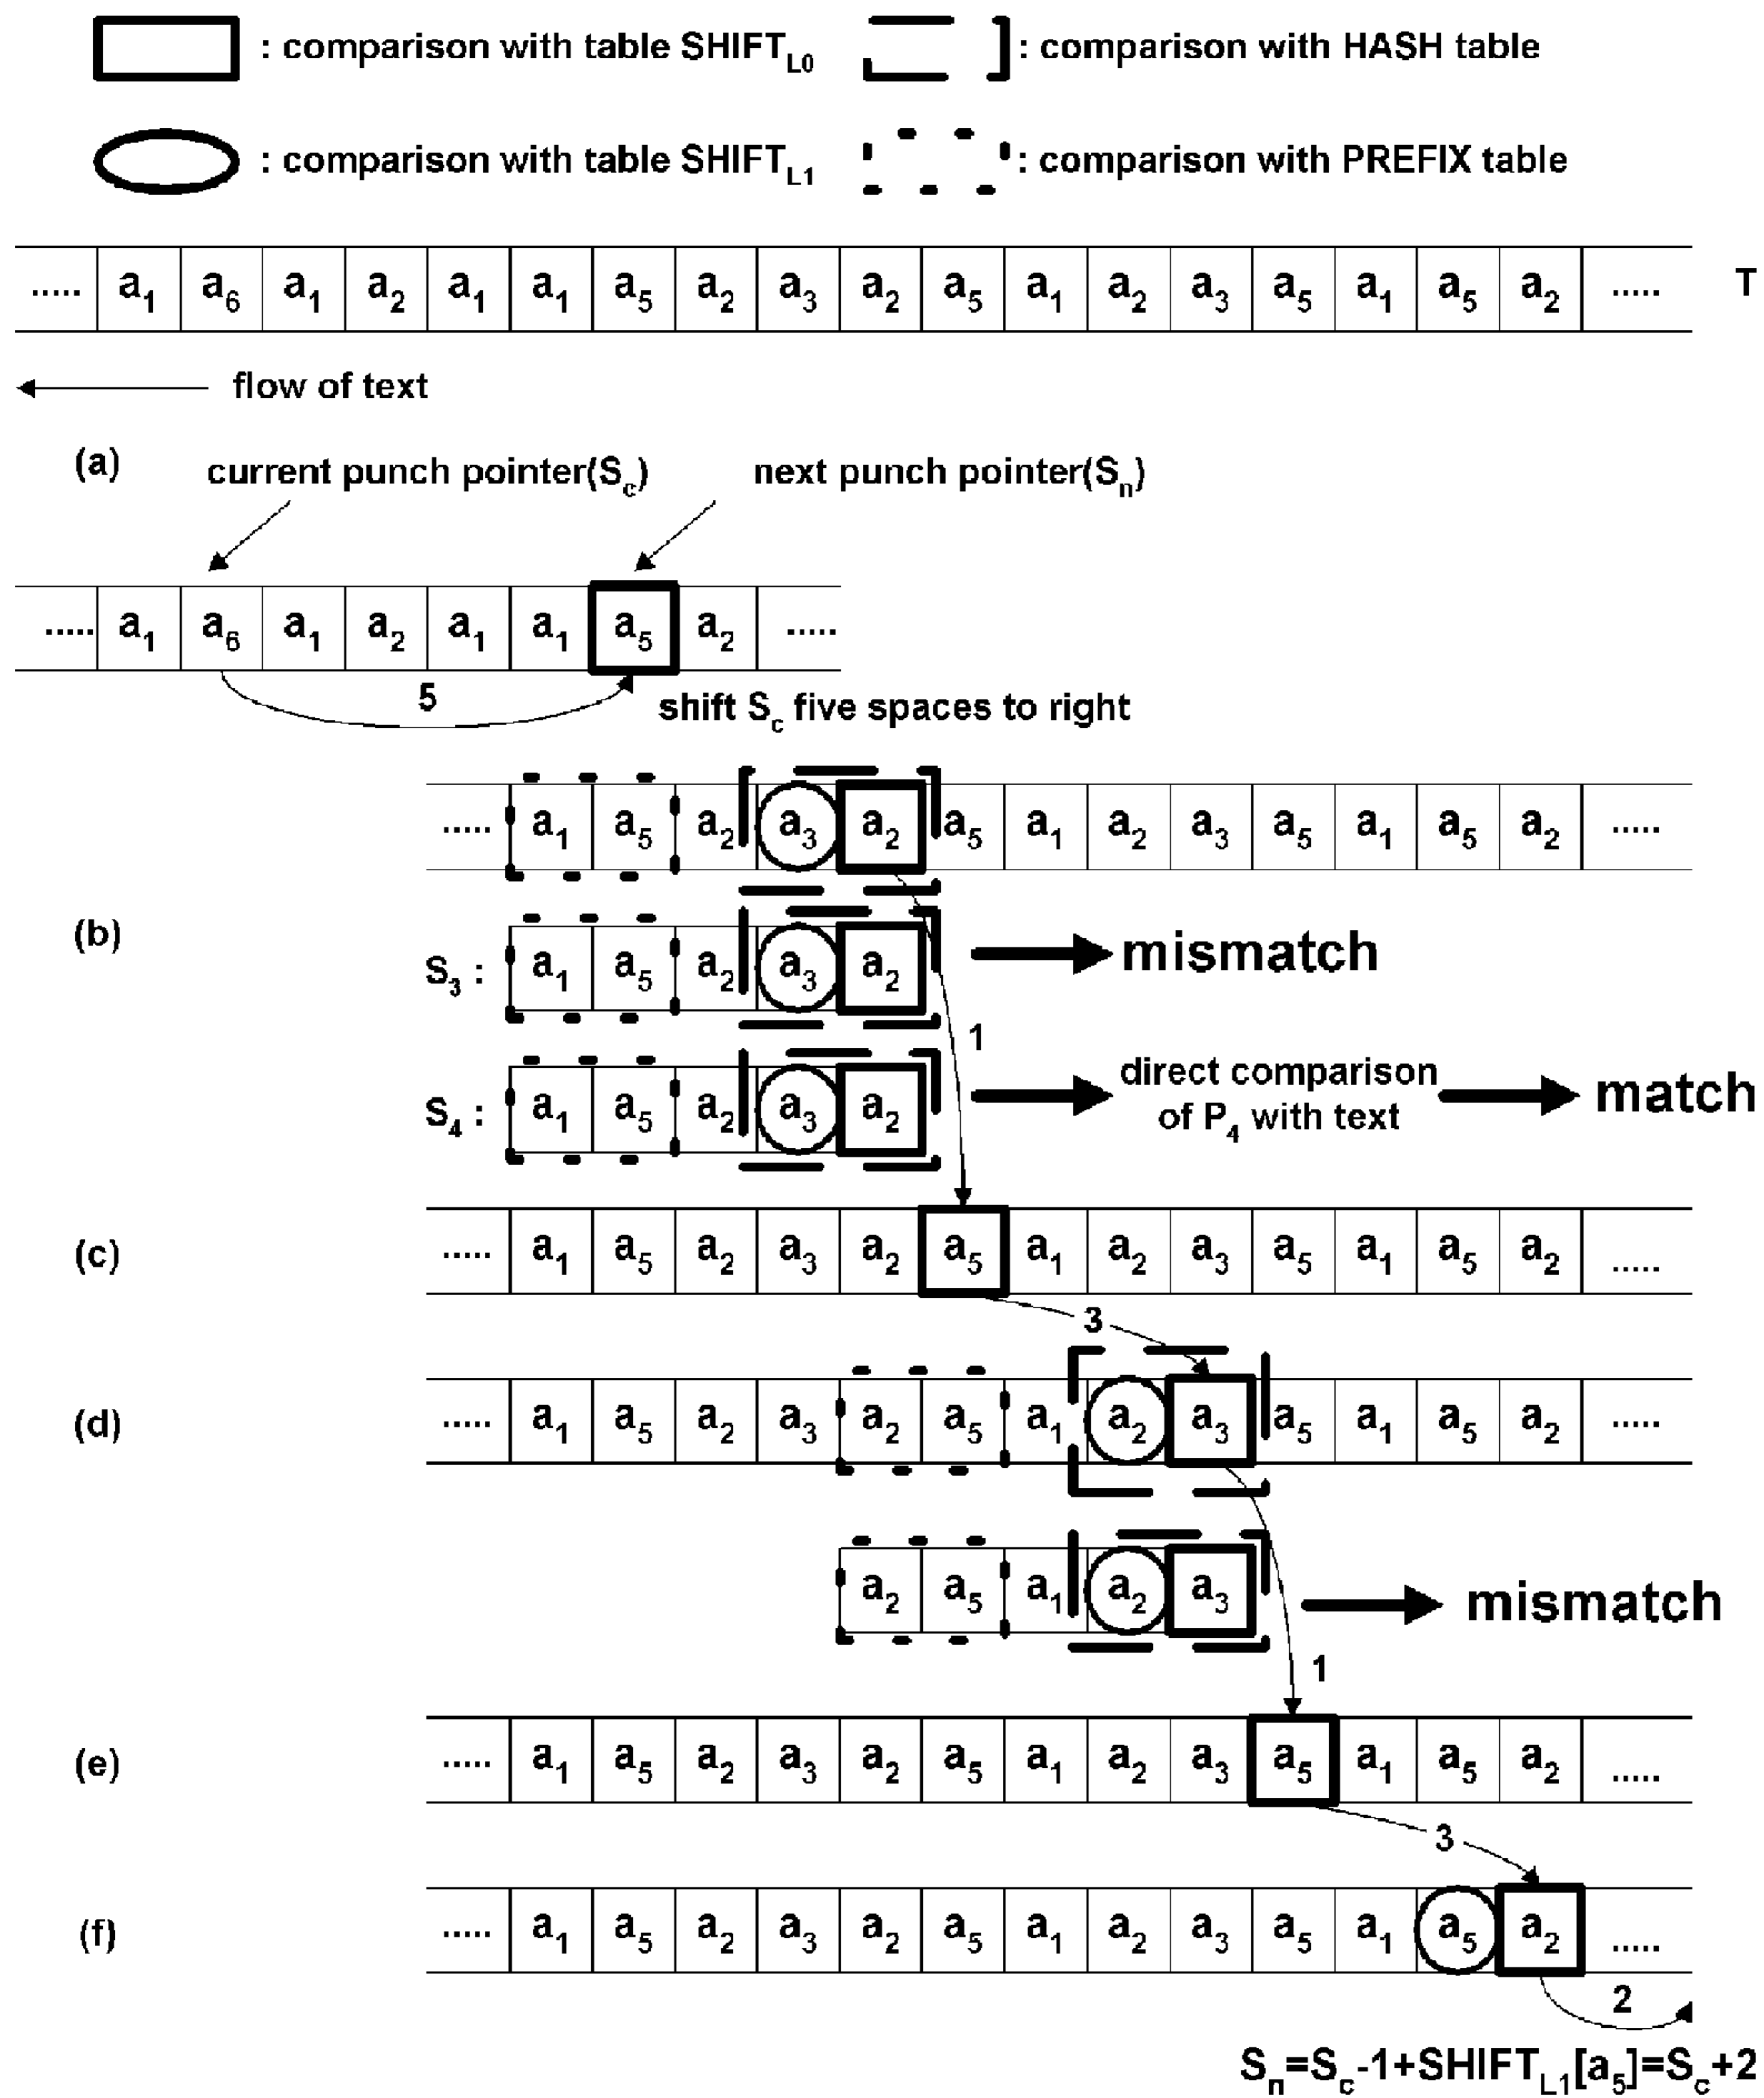 : comparison with table SHIFT_L0
: comparison with HASH table
: comparison with table SHIFT_L1
: comparison with PREFIX table
..... a1 a6 a1 a2 a1 a1 a5 a2 a3 a2 a5 a1 a2 a3 a5 a1 a5 a2 ..... T
flow of text
(a)
current punch pointer(Sc)
next punch pointer(Sn)
..... a1 a6 a1 a2 a1 a1 a5 a2 .....
5
shift Sc five spaces to right
..... a1 a5 a2 a3 a2 a5 a1 a2 a3 a5 a1 a5 a2 .....
(b)
S3 : a1 a5 a2 a3 a2 mismatch
1
S4 : a1 a5 a2 a3 a2 direct comparison
of P4 with text
match
(c) ..... a1 a5 a2 a3 a2 a5 a1 a2 a3 a5 a1 a5 a2 .....
3
(d) ..... a1 a5 a2 a3 a2 a5 a1 a2 a3 a5 a1 a5 a2 .....
a2 a5 a1 a2 a3 mismatch
1
(e) ..... a1 a5 a2 a3 a2 a5 a1 a2 a3 a5 a1 a5 a2 .....
3
(f) ..... a1 a5 a2 a3 a2 a5 a1 a2 a3 a5 a1 a5 a2 .....
2
Sn=Sc-1+SHIFT_L1[a5]=Sc+2